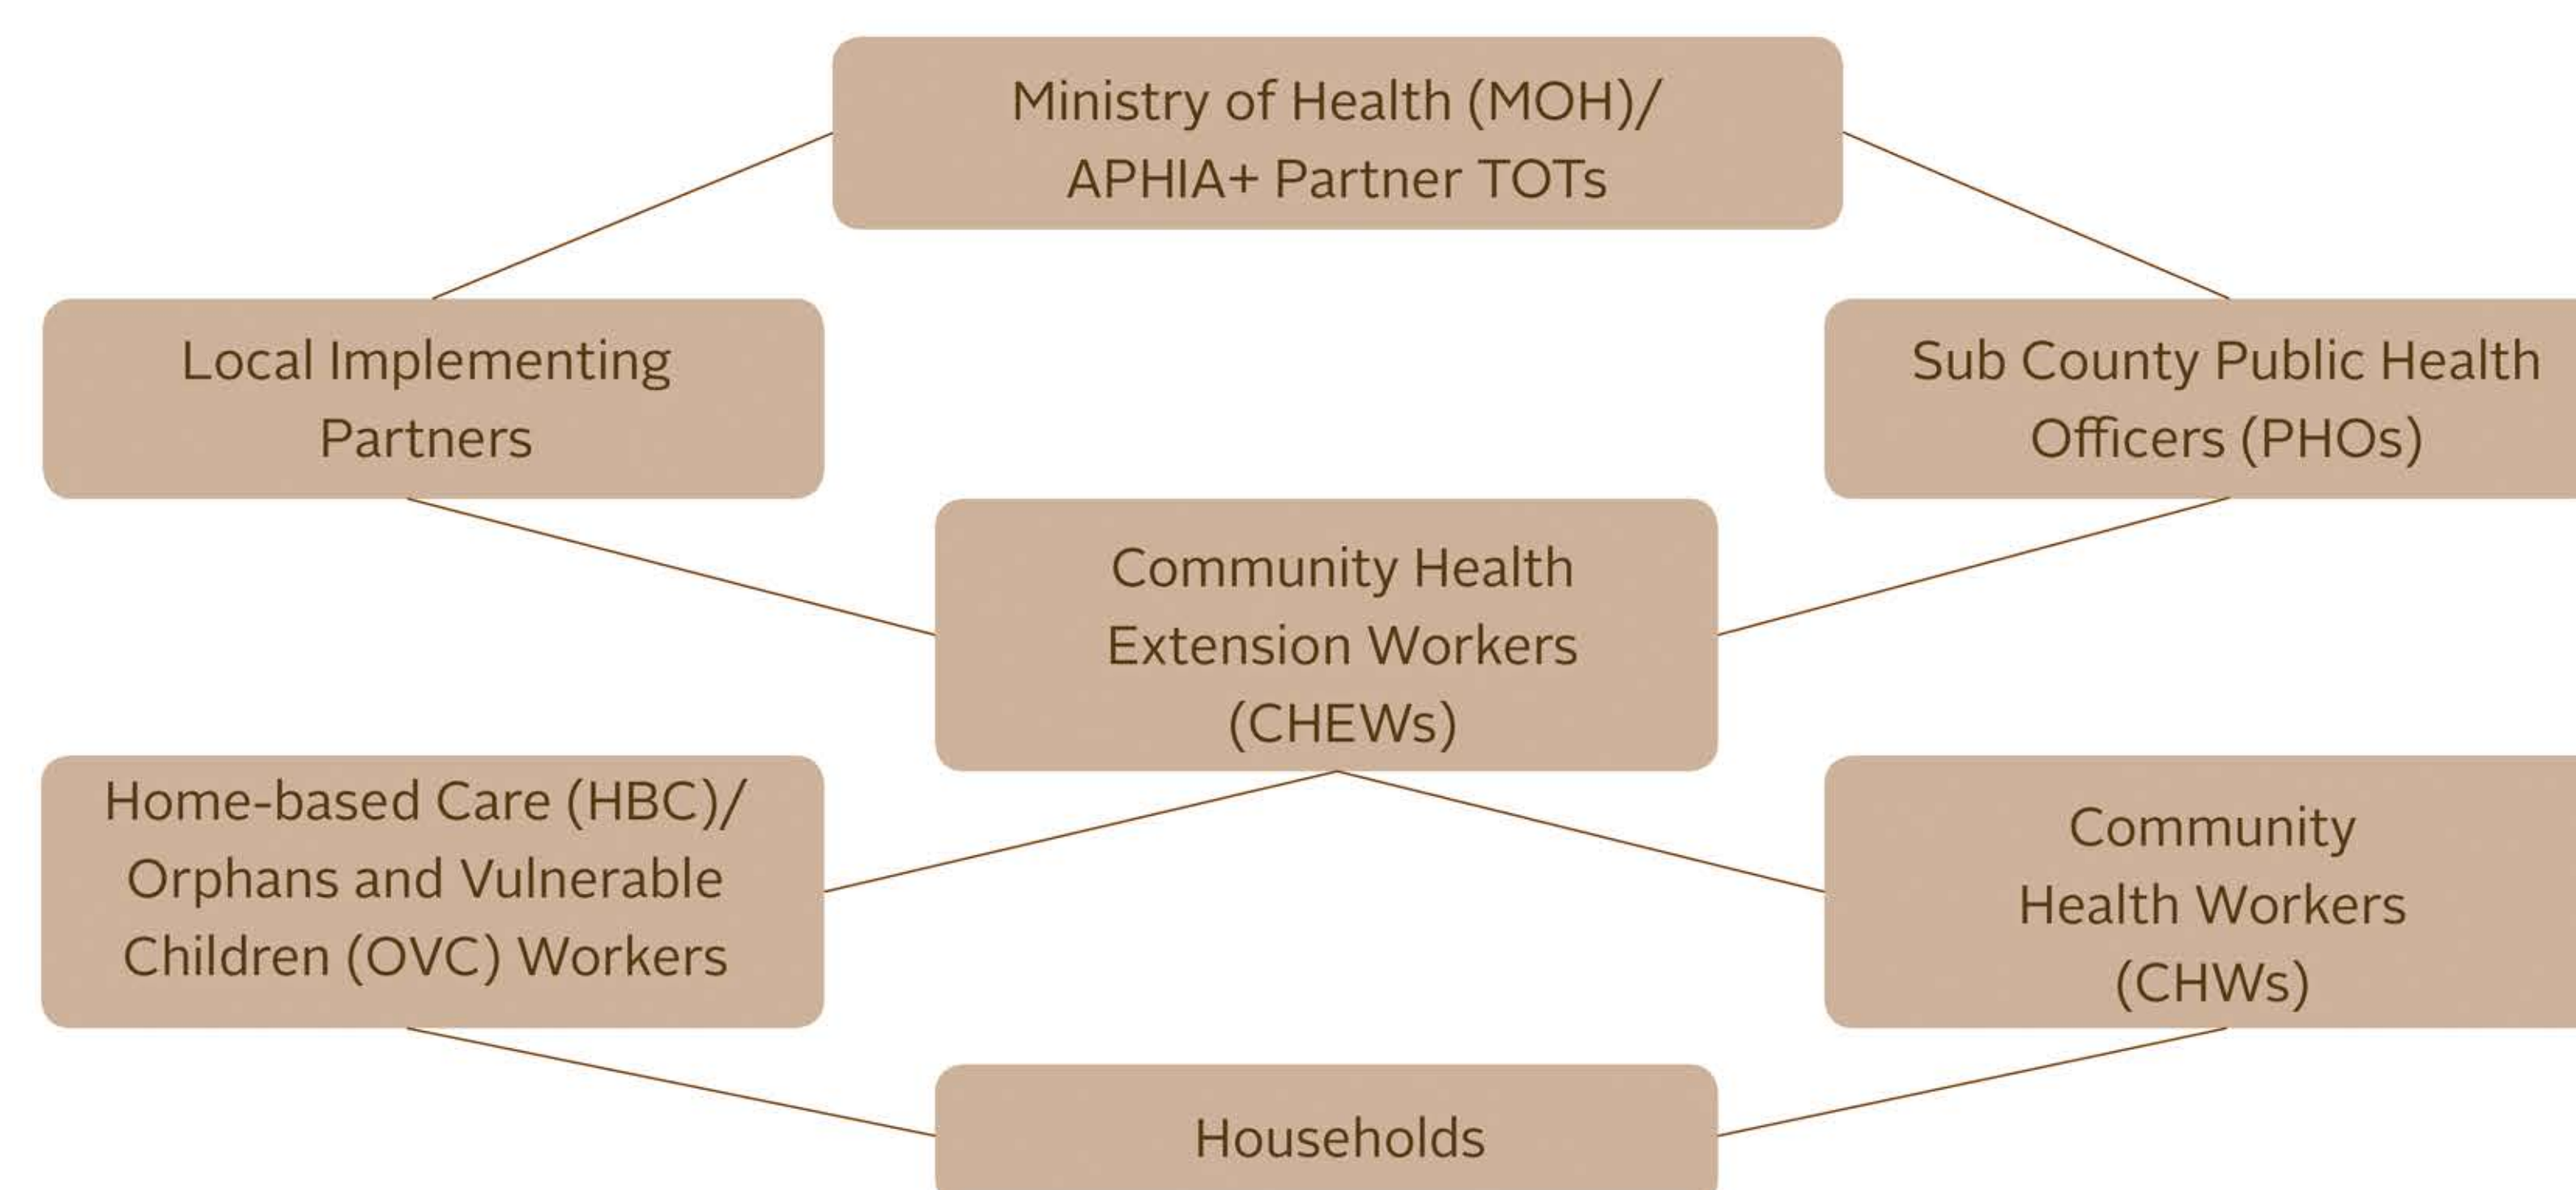 Ministry of Health (MOH)/
APHIA+ Partner TOTs
Local Implementing
Partners
Sub County Public Health
Officers (PHOs)
Community Health
Extension Workers
(CHEWs)
Home-based Care (HBC)/
Orphans and Vulnerable
Children (OVC) Workers
Community
Health Workers
(CHWs)
Households